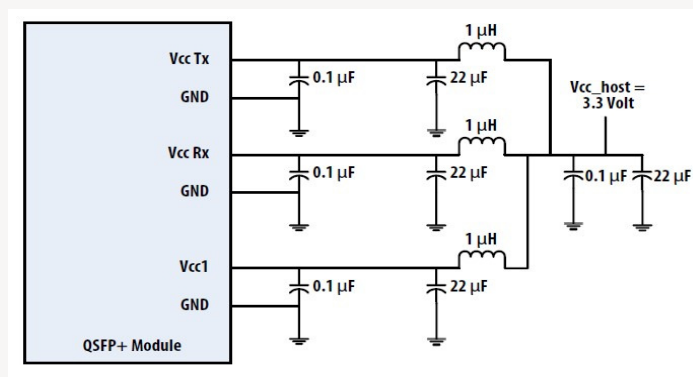 1 µH
Vcc Tx
0.1 µF
22 µF
GND
Vcc_host =
3.3 Volt
1 µH
Vcc Rx
0.1 µF
22 µF
0.1 µF
22 µF
GND
1 µH
Vcc1
0.1 µF
22 µF
GND
QSFP+ Module